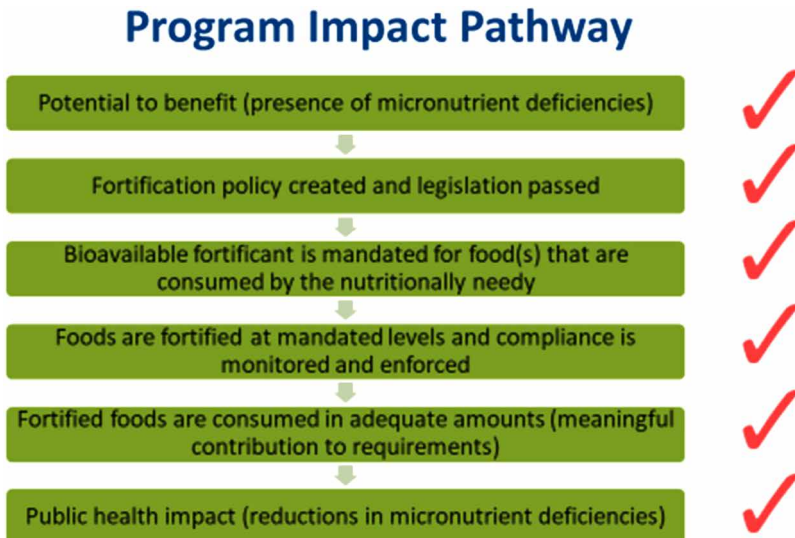 Program Impact Pathway
Potential to benefit (presence of micronutrient deficiencies)
Fortification policy created and legislation passed
Bioavailable fortificant is mandated for food(s) that are
consumed by the nutritionally needy
Foods are fortified at mandated levels and compliance is
monitored and enforced
Fortified foods are consumed in adequate amounts (meaningful
contribution to requirements)
Public health impact (reductions in micronutrient deficiencies)